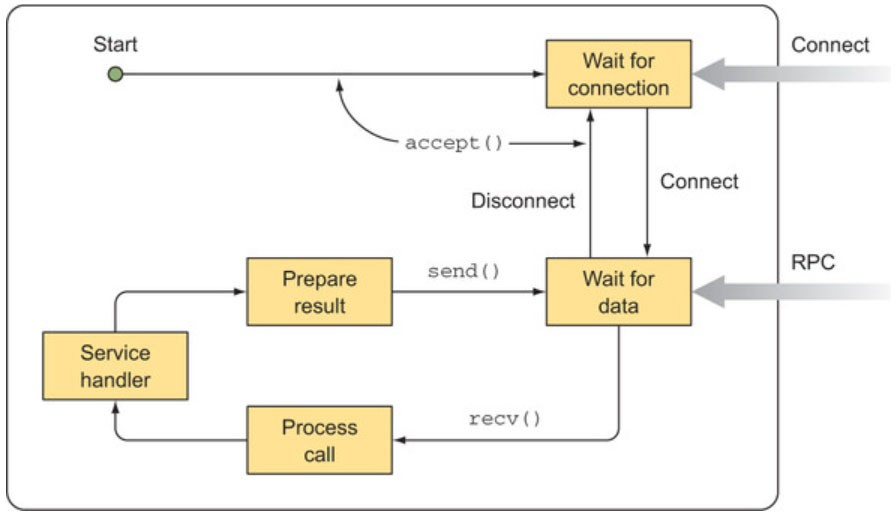 Start
Wait for
connection
Connect
accept()
Disconnect
Connect
Prepare
result
send()
Wait for
data
RPC
Service
handler
Process
call
recv()